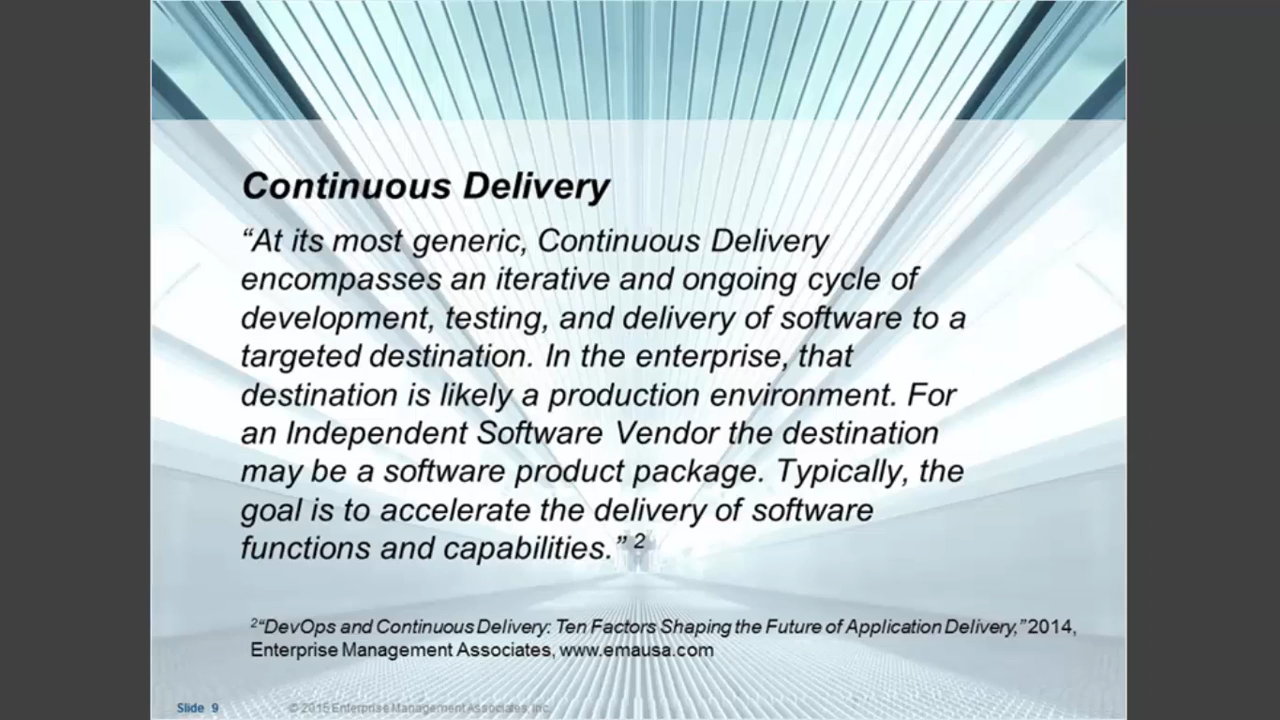 Continuous Delivery
“At its most generic, Continuous Delivery
encompasses an iterative and ongoing cycle of
development, testing, and delivery of software to a
targeted destination. In the enterprise, that
destination is likely a production environment. For
an Independent Software Vendor the destination
may be a software product package. Typically, the
goal is to accelerate the delivery of software
functions and capabilities.” 2
2“DevOps and Continuous Delivery: Ten Factors Shaping the Future of Application Delivery,” 2014,
Enterprise Management Associates, www.emausa.com
Slide 9 © 2015 Enterprise Management Associates, Inc.